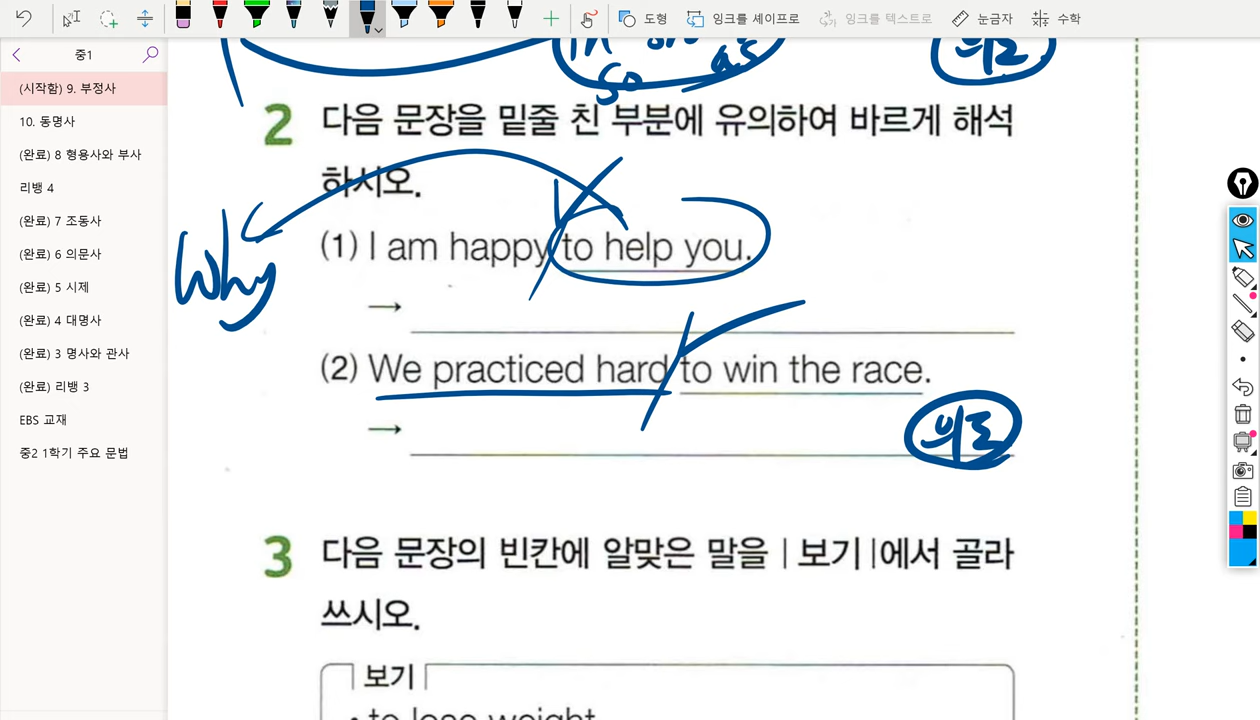 도형 잉크를 셰이프로 잉크를 텍스트로 눈금자 수학
중1
(시작함) 9. 부정사
10. 동명사
(완료) 8 형용사와 부사
리뱅 4
(완료) 7 조동사
(완료) 6 의문사
(완료) 5 시제
(완료) 4 대명사
(완료) 3 명사와 관사
(완료) 리뱅 3
EBS 교재
중2 1학기 주요 문법
so as
의도
2 다음 문장을 밑줄 친 부분에 유의하여 바르게 해석
하시오.
Why
(1) I am happy to help you.
→
(2) We practiced hard to win the race.
→
의도
3 다음 문장의 빈칸에 알맞은 말을 | 보기 |에서 골라
쓰시오.
보기
• to lose weight